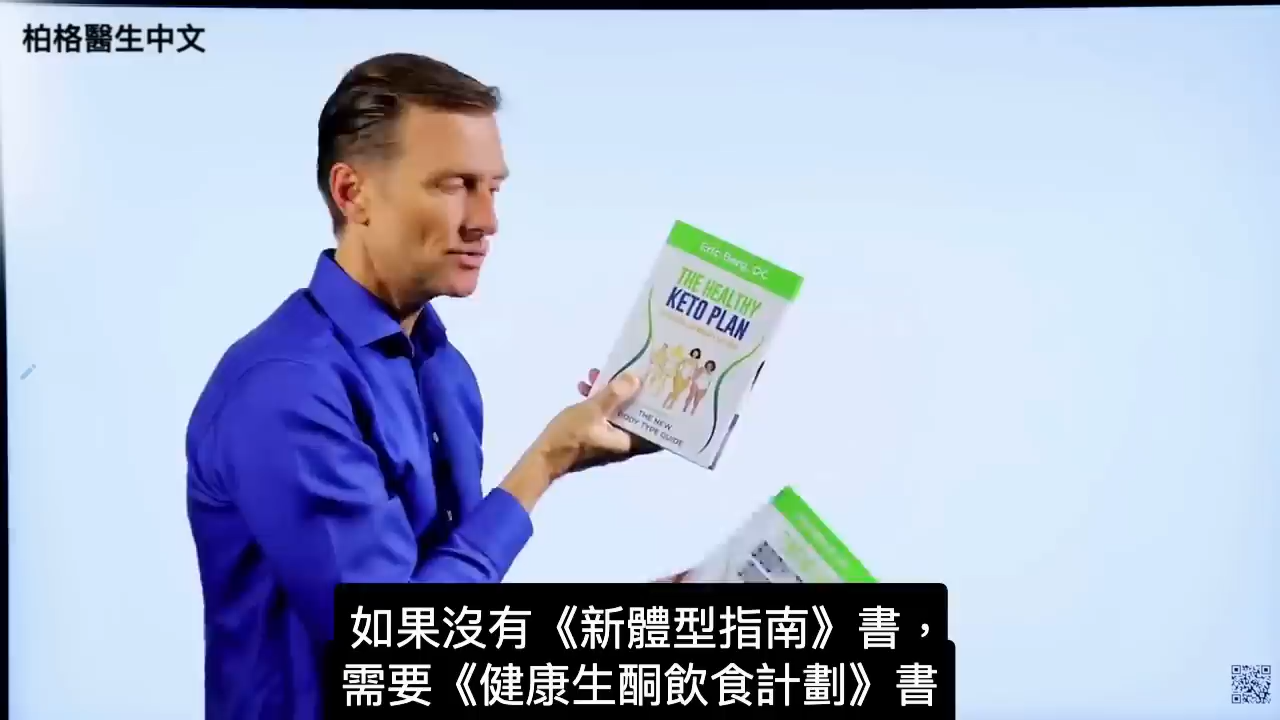 柏格醫生中文
Eric Berg, DC
THE HEALTHY
KETO PLAN
THE NEW
BODY TYPE GUIDE
如果沒有《新體型指南》書，
需要《健康生酮飲食計劃》書